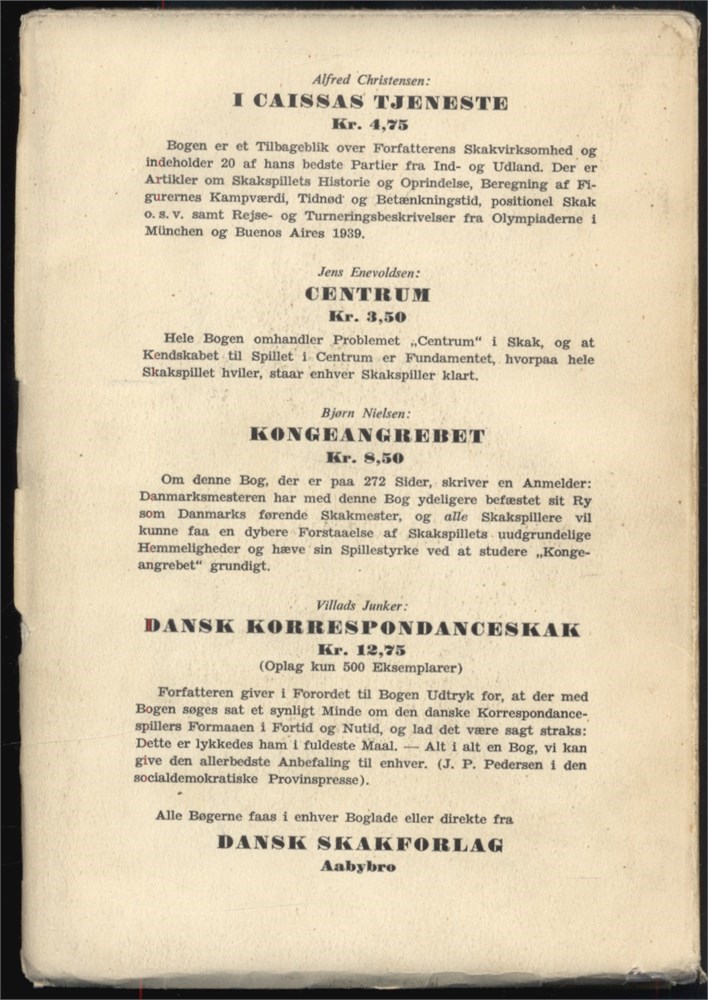 Alfred Christensen:
I CAISSAS TJENESTE
Kr. 4,75
Bogen er et Tilbageblik over Forfatterens Skakvirksomhed og
indeholder 20 af hans bedste Partier fra Ind- og Udland. Der er
Artikler om Skakspillets Historie og Oprindelse, Beregning af Fi-
gurernes Kampværdi, Tidnød og Betænkningstid, positionel Skak
o. s. v. samt Rejse- og Turneringsbeskrivelser fra Olympiaderne i
München og Buenos Aires 1939.
Jens Enevoldsen:
CENTRUM
Kr. 3,50
Hele Bogen omhandler Problemet „Centrum“ i Skak, og at
Kendskabet til Spillet i Centrum er Fundamentet, hvorpaa hele
Skakspillet hviler, staar enhver Skakspiller klart.
Bjørn Nielsen:
KONGEANGREBET
Kr. 8,50
Om denne Bog, der er paa 272 Sider, skriver en Anmelder:
Danmarksmesteren har med denne Bog ydeligere befæstet sit Ry
som Danmarks førende Skakmester, og alle Skakspillere vil
kunne faa en dybere Forstaaelse af Skakspillets uudgrundelige
Hemmeligheder og hæve sin Spillestyrke ved at studere „Konge-
angrebet“ grundigt.
Villads Junker:
DANSK KORRESPONDANCESKAK
Kr. 12,75
(Oplag kun 500 Eksemplarer)
Forfatteren giver i Forordet til Bogen Udtryk for, at der med
Bogen søges sat et synligt Minde om den danske Korrespondance-
spillers Formaaen i Fortid og Nutid, og lad det være sagt straks:
Dette er lykkedes ham i fuldeste Maal. — Alt i alt en Bog, vi kan
give den allerbedste Anbefaling til enhver. (J. P. Pedersen i den
socialdemokratiske Provinspresse).
Alle Bøgerne faas i enhver Boglade eller direkte fra
DANSK SKAKFORLAG
Aabybro